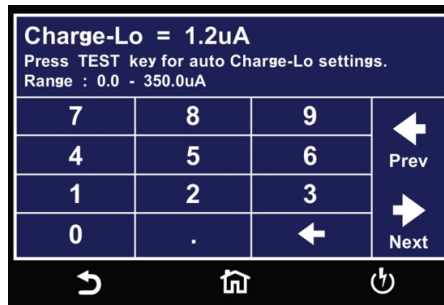 Charge-Lo = 1.2uA
Press TEST key for auto Charge-Lo settings.
Range : 0.0 - 350.0uA
7 8 9
4 5 6 Prev
1 2 3
0 . Next